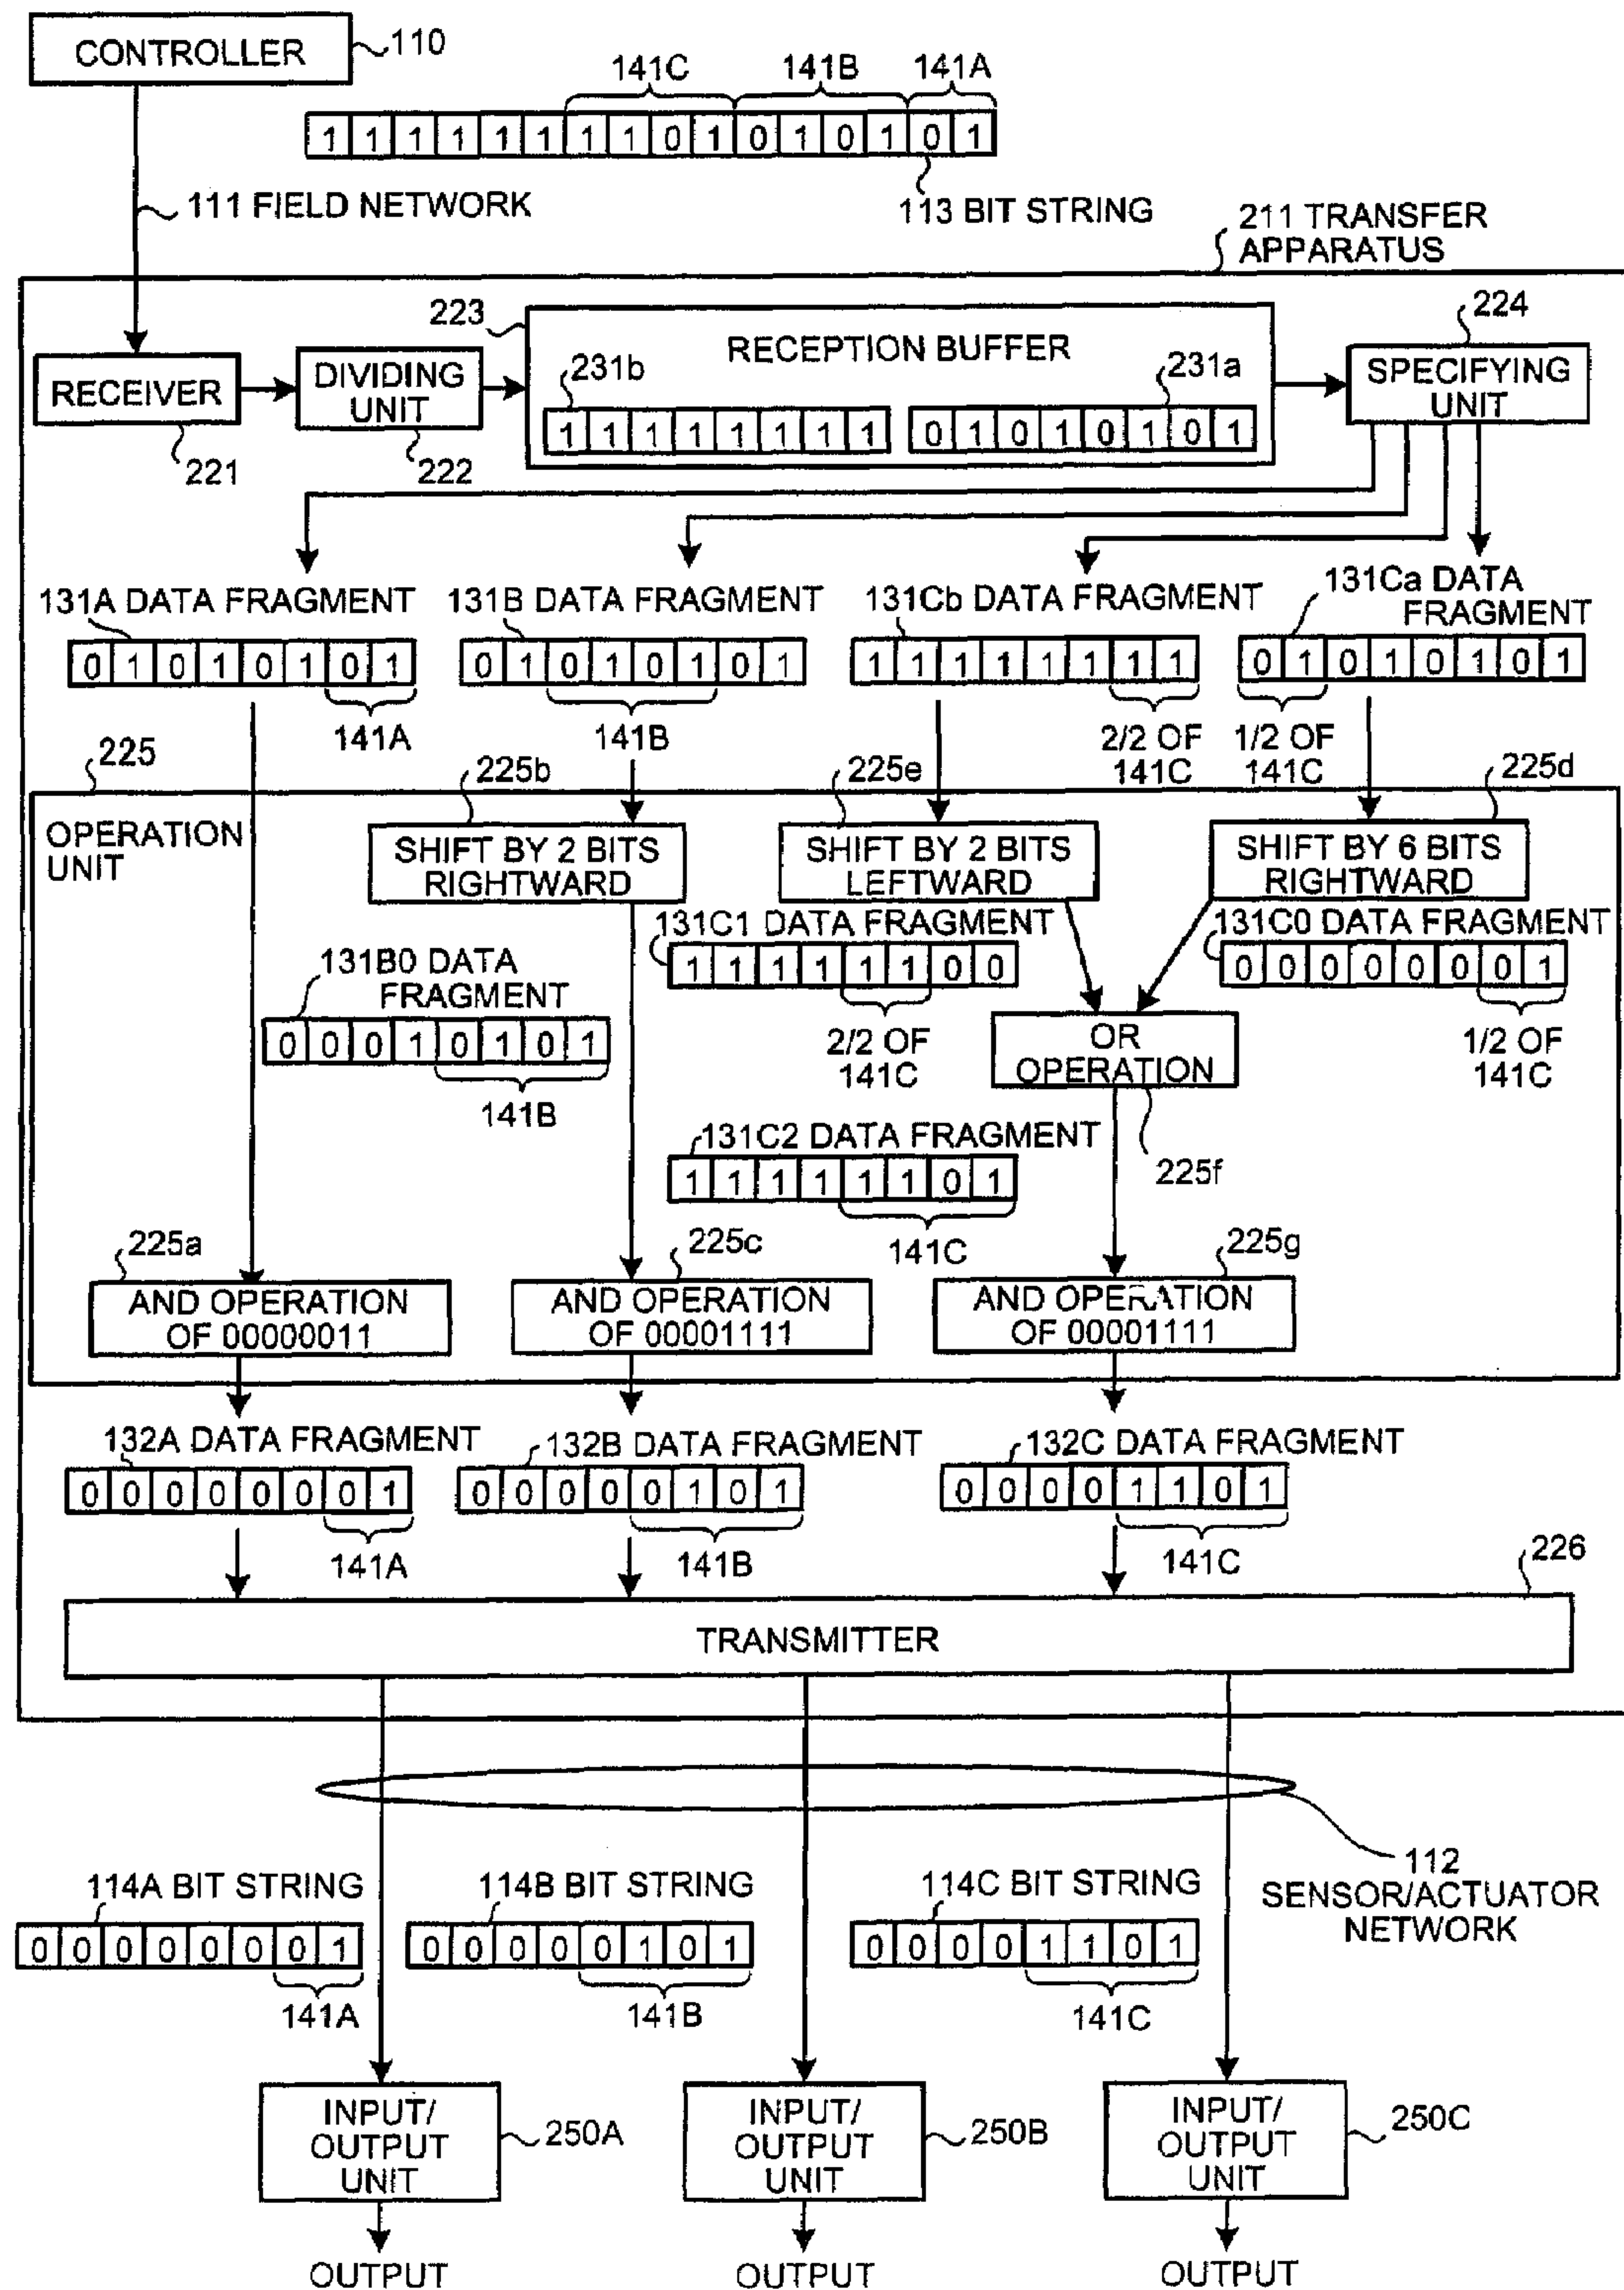 CONTROLLER
110
141C
141B
141A
1 1 1 1 1 1 1 1 0 1 0 1 0 1 0 1
111 FIELD NETWORK
113 BIT STRING
211 TRANSFER
APPARATUS
223
224
RECEPTION BUFFER
RECEIVER
DIVIDING
UNIT
231b
231a
SPECIFYING
UNIT
1 1 1 1 1 1 1 1
0 1 0 1 0 1 0 1
221
222
131A DATA FRAGMENT
131B DATA FRAGMENT
131Cb DATA FRAGMENT
131Ca DATA
FRAGMENT
0 1 0 1 0 1 0 1
0 1 0 1 0 1 0 1
1 1 1 1 1 1 1 1
0 1 0 1 0 1 0 1
141A
141B
2/2 OF
141C
1/2 OF
141C
225
225b
225e
225d
OPERATION
UNIT
SHIFT BY 2 BITS
RIGHTWARD
SHIFT BY 2 BITS
LEFTWARD
SHIFT BY 6 BITS
RIGHTWARD
131C1 DATA FRAGMENT
131C0 DATA FRAGMENT
1 1 1 1 1 1 0 0
0 0 0 0 0 0 0 1
131B0 DATA
FRAGMENT
0 0 0 1 0 1 0 1
141B
2/2 OF
141C
OR
OPERATION
1/2 OF
141C
131C2 DATA FRAGMENT
225f
1 1 1 1 1 1 0 1
141C
225a
225c
225g
AND OPERATION
OF 00000011
AND OPERATION
OF 00001111
AND OPERATION
OF 00001111
132A DATA FRAGMENT
132B DATA FRAGMENT
132C DATA FRAGMENT
0 0 0 0 0 0 0 1
0 0 0 0 0 1 0 1
0 0 0 0 1 1 0 1
141A
141B
141C
226
TRANSMITTER
112
SENSOR/ACTUATOR
NETWORK
114A BIT STRING
114B BIT STRING
114C BIT STRING
0 0 0 0 0 0 0 1
0 0 0 0 0 1 0 1
0 0 0 0 1 1 0 1
141A
141B
141C
INPUT/
OUTPUT
UNIT
250A
INPUT/
OUTPUT
UNIT
250B
INPUT/
OUTPUT
UNIT
250C
OUTPUT
OUTPUT
OUTPUT